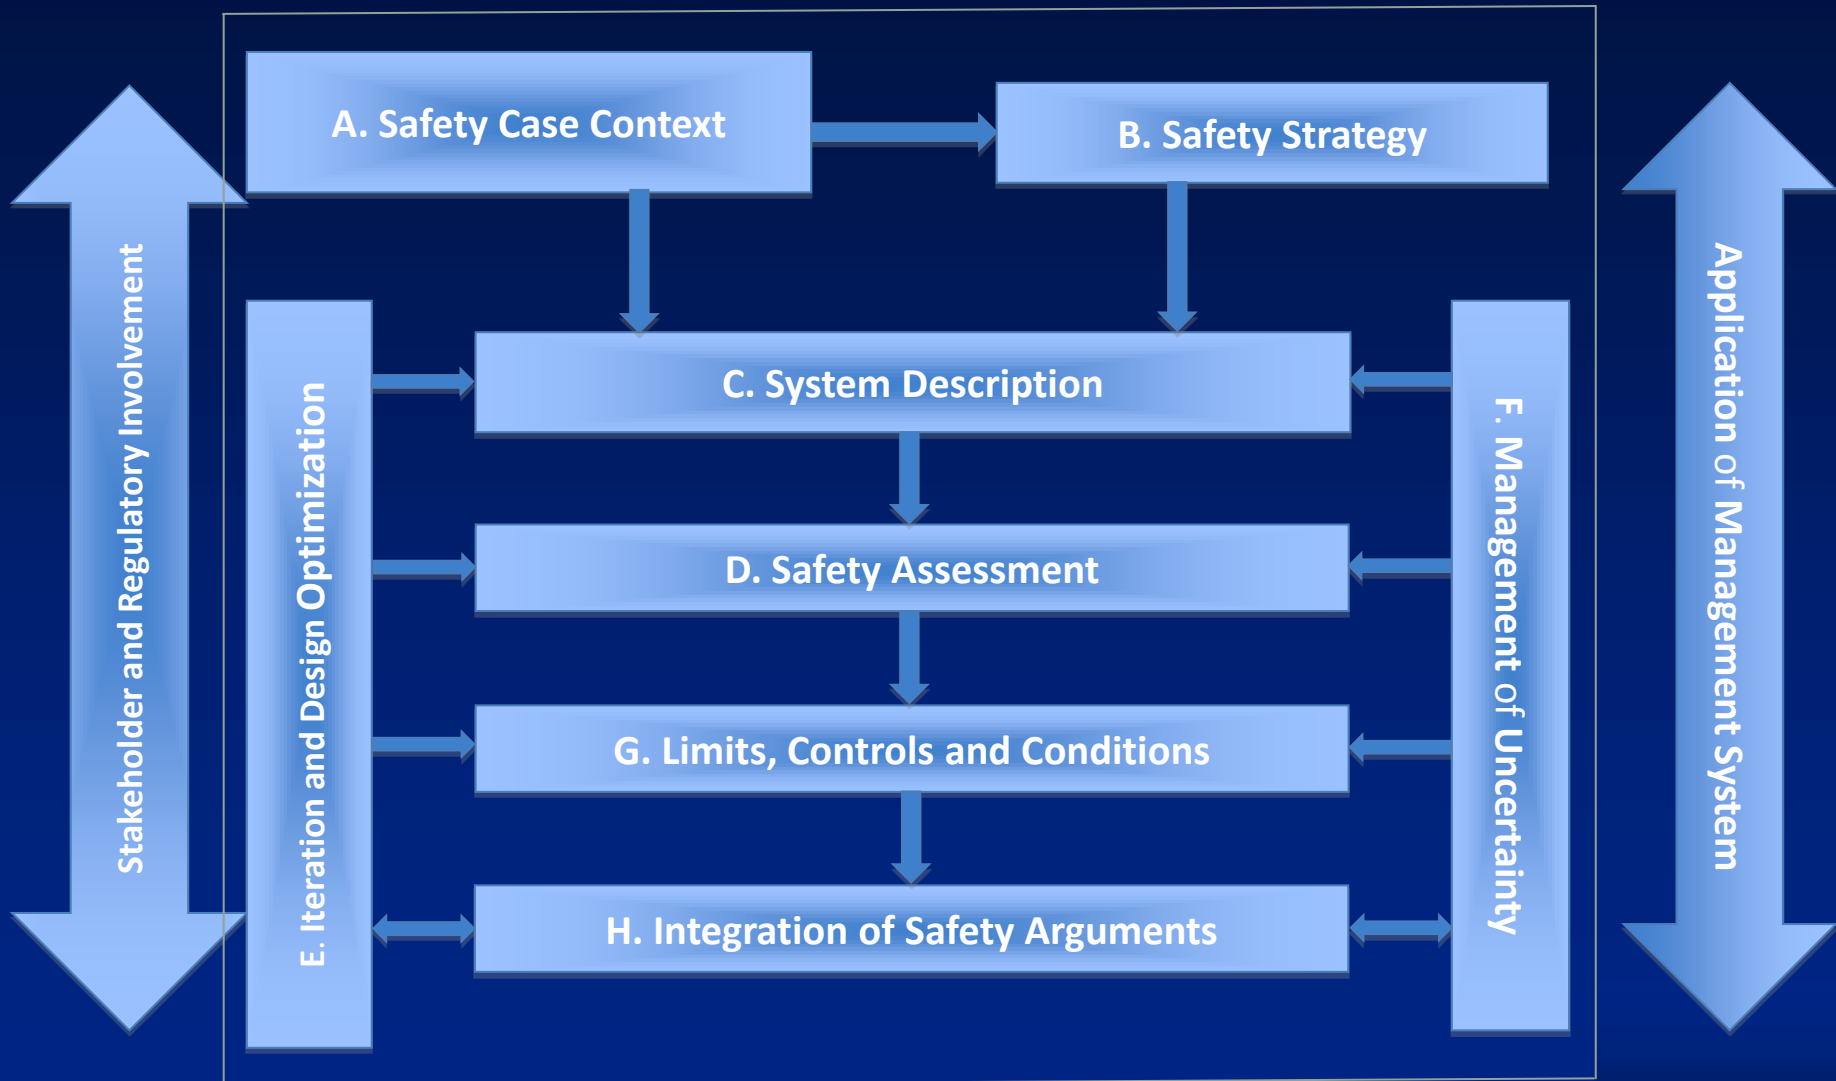 A. Safety Case Context
B. Safety Strategy
Stakeholder and Regulatory Involvement
E. Iteration and Design Optimization
C. System Description
D. Safety Assessment
G. Limits, Controls and Conditions
H. Integration of Safety Arguments
F. Management of Uncertainty
Application of Management System